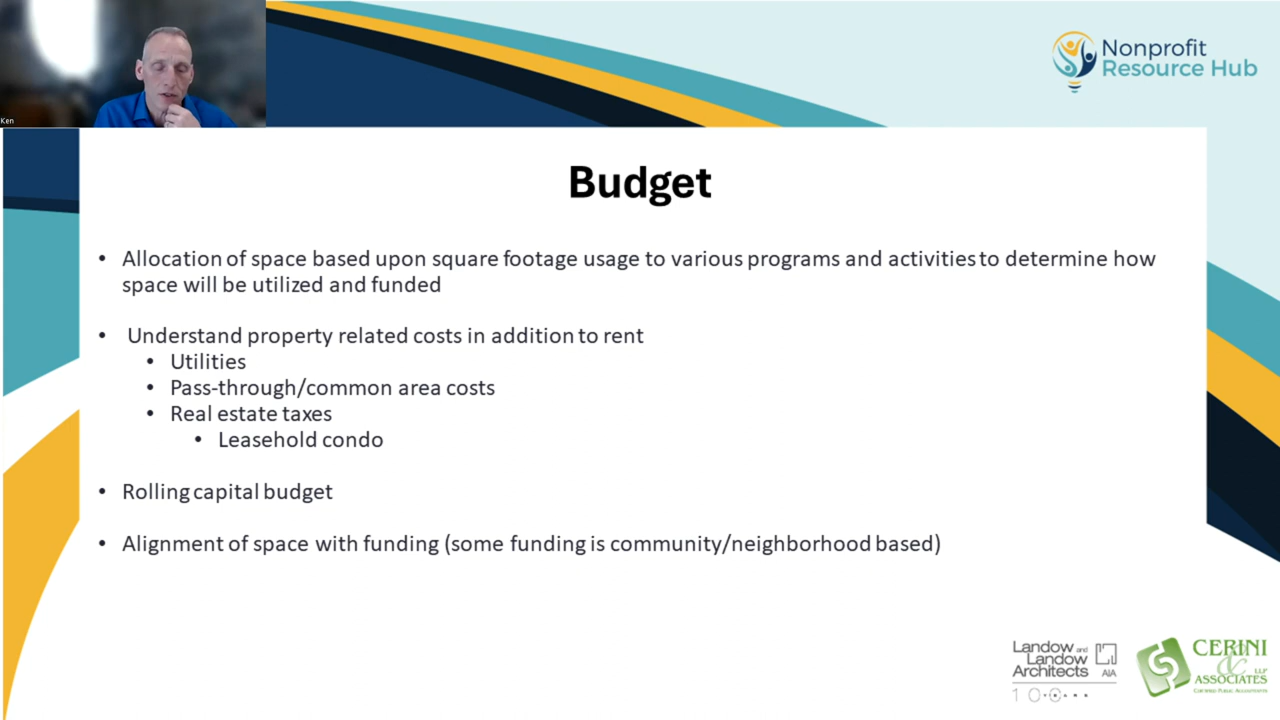 Ken
Nonprofit
Resource Hub
Budget
• Allocation of space based upon square footage usage to various programs and activities to determine how
space will be utilized and funded
• Understand property related costs in addition to rent
• Utilities
• Pass-through/common area costs
• Real estate taxes
• Leasehold condo
• Rolling capital budget
• Alignment of space with funding (some funding is community/neighborhood based)
Landow and
Landow
Architects AIA
CERINI
&
ASSOCIATES LLP
CERTIFIED PUBLIC ACCOUNTANTS